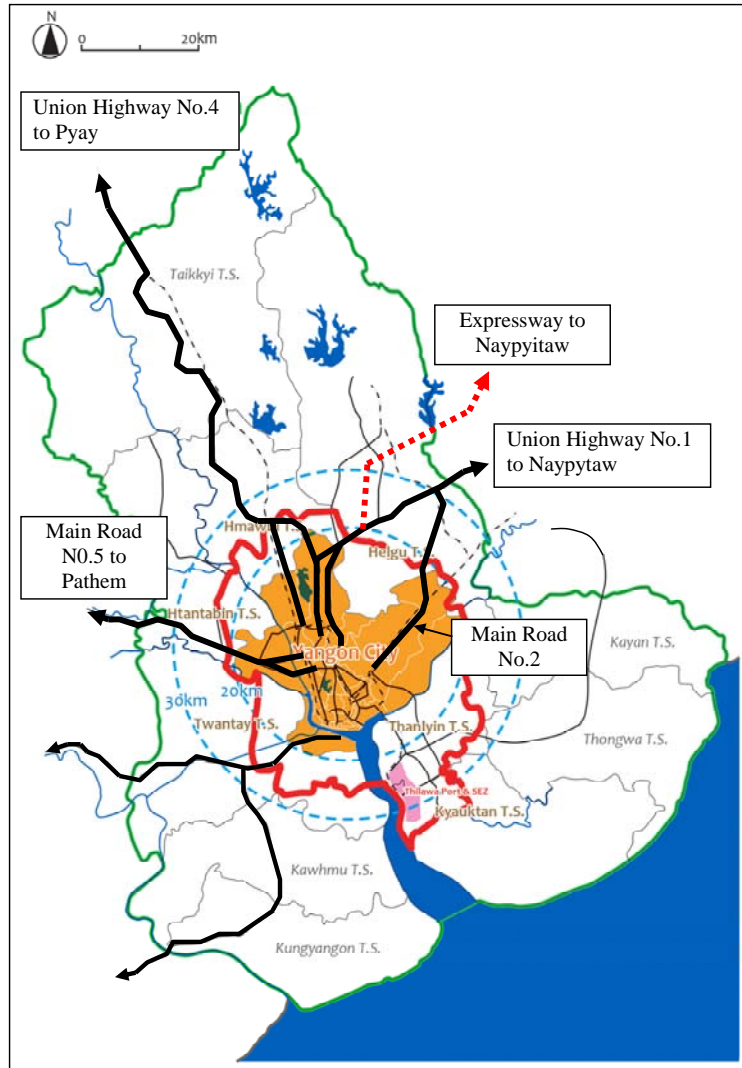 N
0
20km
Union Highway No.4
to Pyay
Taikkyi T.S.
Expressway to
Naypyitaw
Union Highway No.1
to Naypytaw
Main Road
N0.5 to
Pathem
Hmawbi T.S.
Helgu T.S.
Htantabin T.S.
Yangon City
Main Road
No.2
Kayan T.S.
30km
20km
Twantay T.S.
Thanlyin T.S.
Thongwa T.S.
Thilawa Port & SEZ
Kyauktan T.S.
Kawhmu T.S.
Kungyangon T.S.